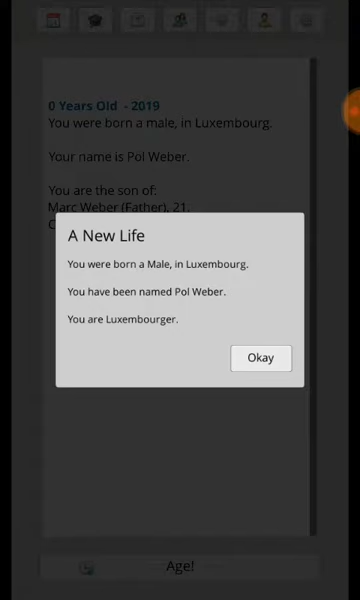 0 Years Old - 2019
You were born a male, in Luxembourg.
Your name is Pol Weber.
You are the son of:
Marc Weber (Father), 21.
A New Life
You were born a Male, in Luxembourg.
You have been named Pol Weber.
You are Luxembourger.
Okay
Age!